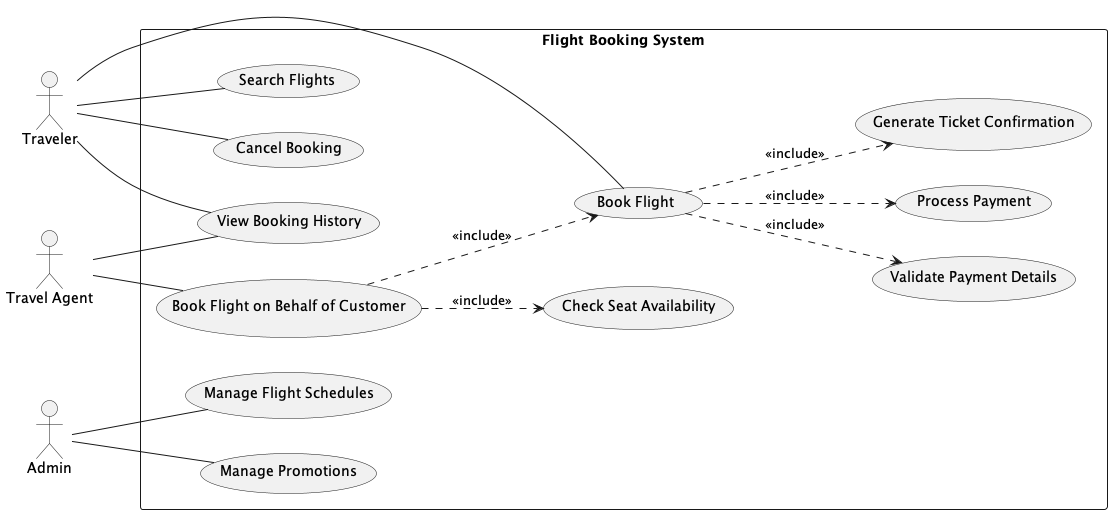 Flight Booking System
Search Flights
Generate Ticket Confirmation
Traveler
Cancel Booking
«include»
«include»
Book Flight
Process Payment
View Booking History
«include»
«include»
Validate Payment Details
Travel Agent
Book Flight on Behalf of Customer
«include»
Check Seat Availability
Manage Flight Schedules
Admin
Manage Promotions